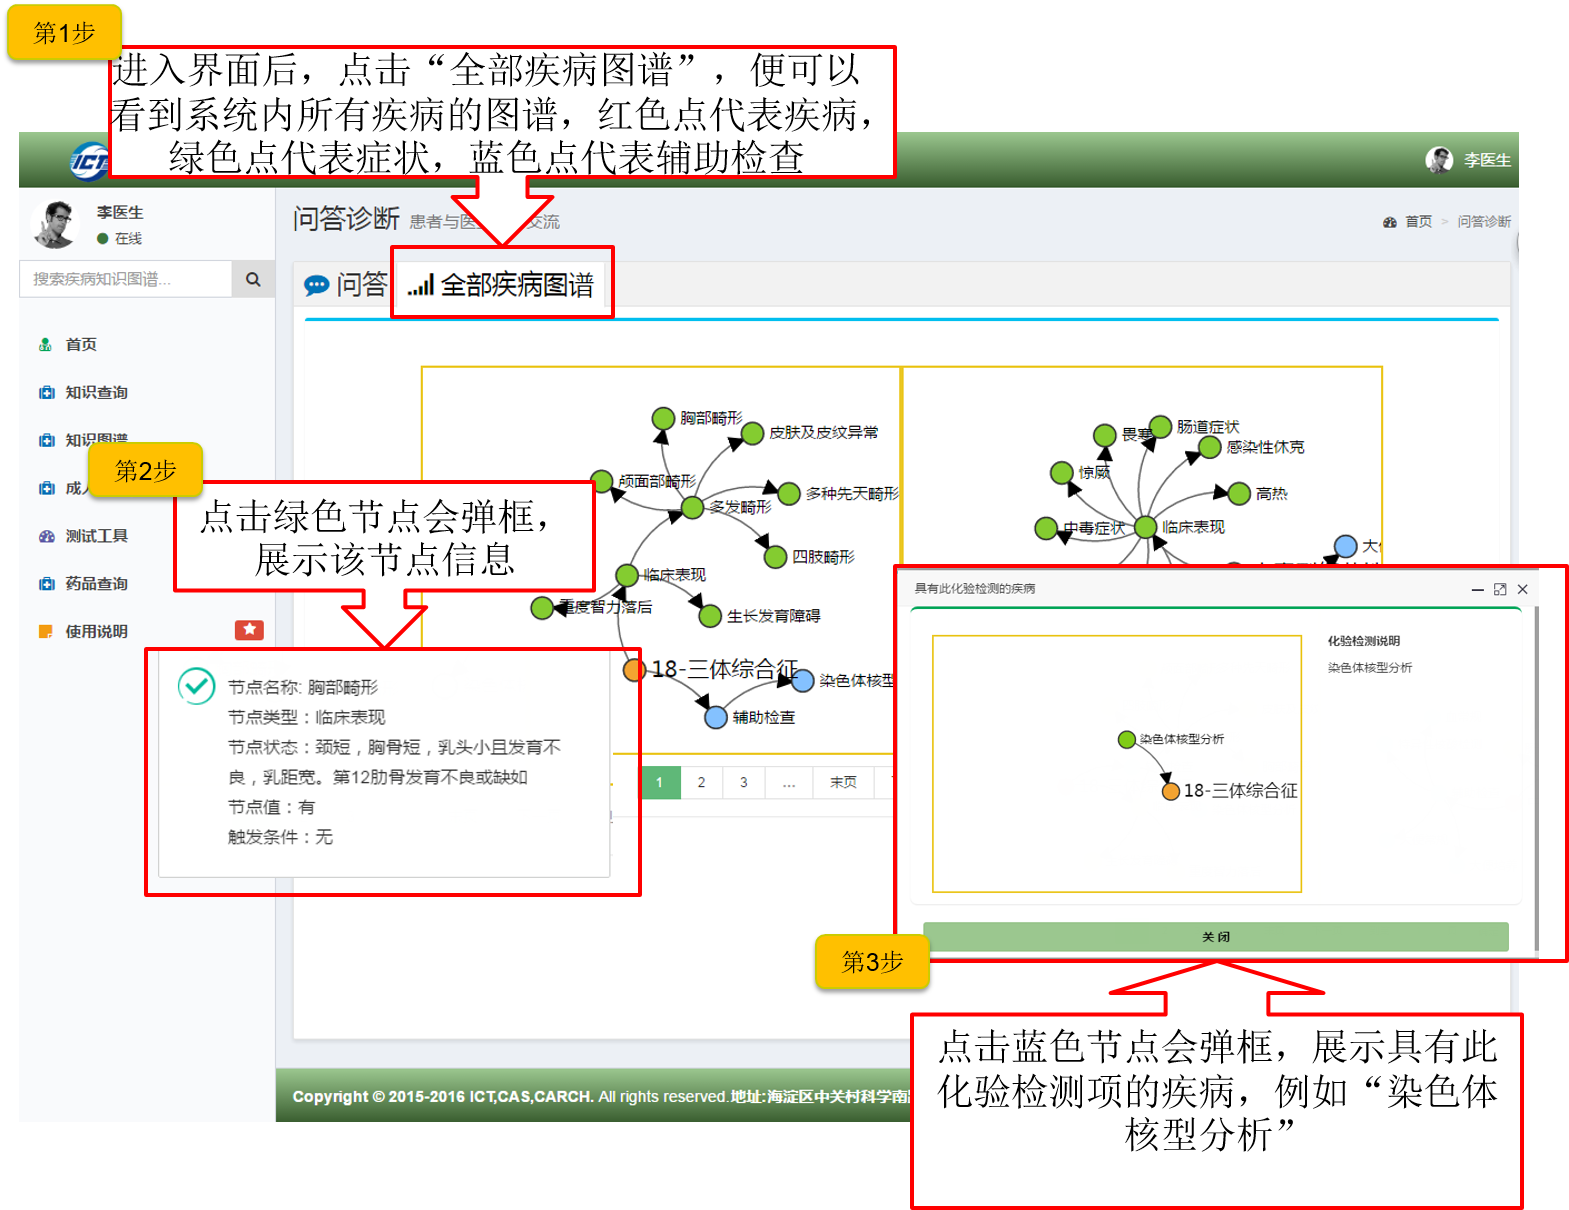 第1步
进入界面后，点击“全部疾病图谱”，便可以
看到系统内所有疾病的图谱，红色点代表疾病，
绿色点代表症状，蓝色点代表辅助检查
ICT
李医生
李医生
在线
搜索疾病知识图谱...
问答诊断 患者与医
交流
首页 > 问答诊断
问答
全部疾病图谱
首页
知识查询
知识图谱
成
测试工具
药品查询
使用说明
第2步
点击绿色节点会弹框，
展示该节点信息
胸部畸形
皮肤及皮纹异常
颅面部畸形
多种先天畸形
多发畸形
四肢畸形
临床表现
重度智力落后
生长发育障碍
18-三体综合征
染色体核型
辅助检查
畏寒
肠道症状
感染性休克
惊厥
高热
中毒症状
临床表现
大
节点名称: 胸部畸形
节点类型：临床表现
节点状态：颈短，胸骨短，乳头小且发育不
良，乳距宽。第12肋骨发育不良或缺如
节点值：有
触发条件：无
1 2 3 ... 末页
具有此化验检测的疾病
化验检测说明
染色体核型分析
染色体核型分析
18-三体综合征
关闭
第3步
点击蓝色节点会弹框，展示具有此
化验检测项的疾病，例如“染色体
核型分析”
Copyright © 2015-2016 ICT,CAS,CARCH. All rights reserved.地址:海淀区中关村科学南